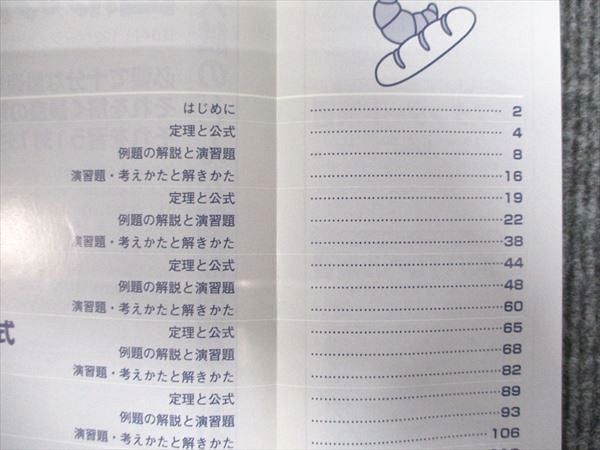 はじめに 2
定理と公式 4
例題の解説と演習題 8
演習題・考えかたと解きかた 16
定理と公式 19
例題の解説と演習題 22
演習題・考えかたと解きかた 38
定理と公式 44
例題の解説と演習題 48
演習題・考えかたと解きかた 60
式
定理と公式 65
例題の解説と演習題 68
演習題・考えかたと解きかた 82
定理と公式 89
例題の解説と演習題 93
演習題・考えかたと解きかた 106